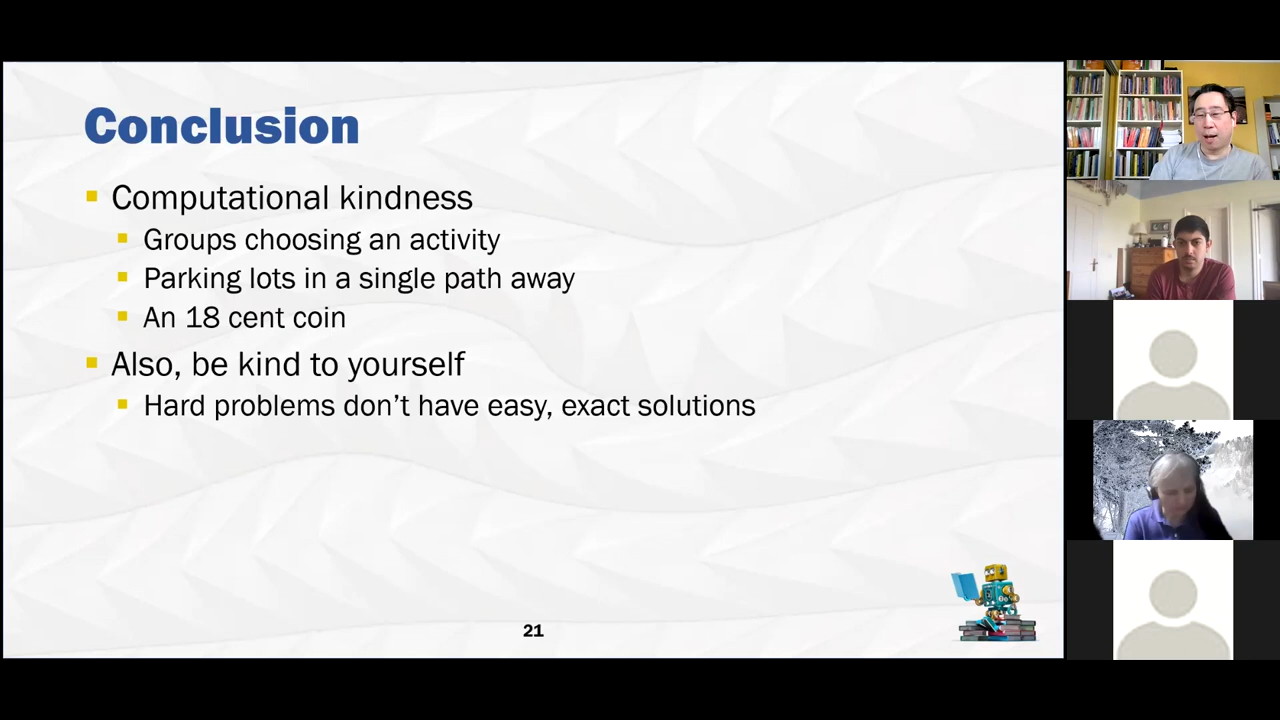 Conclusion
Computational kindness
Groups choosing an activity
Parking lots in a single path away
An 18 cent coin
Also, be kind to yourself
Hard problems don't have easy, exact solutions
21